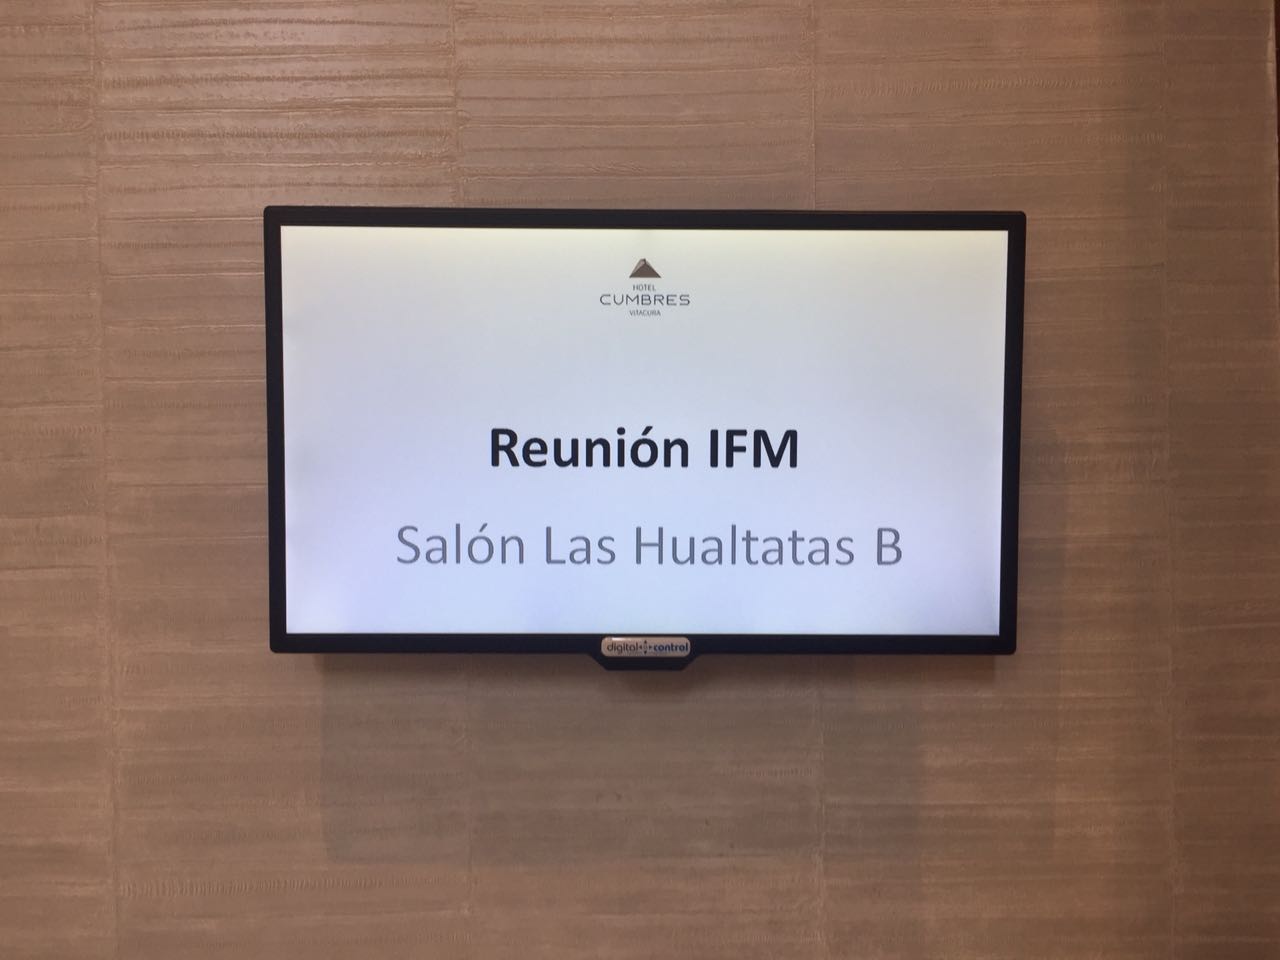 HOTEL
CUMBRES
VITACURA
Reunión IFM
Salón Las Hualtatas B
digital control